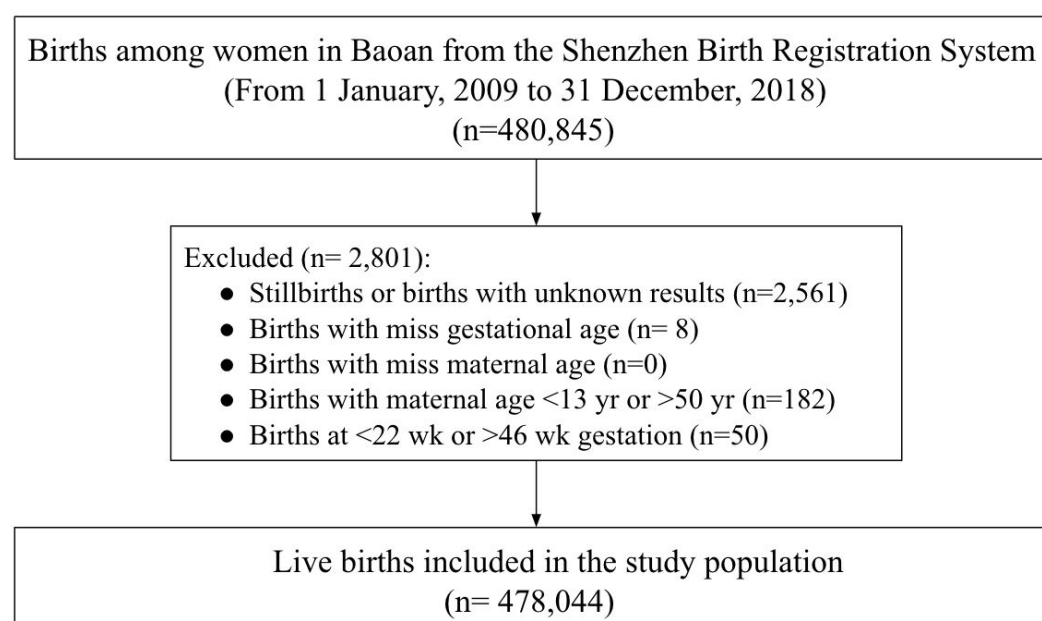 Births among women in Baoan from the Shenzhen Birth Registration System
(From 1 January, 2009 to 31 December, 2018)
(n=480,845)
Excluded (n= 2,801):
● Stillbirths or births with unknown results (n=2,561)
● Births with miss gestational age (n= 8)
● Births with miss maternal age (n=0)
● Births with maternal age <13 yr or >50 yr (n=182)
● Births at <22 wk or >46 wk gestation (n=50)
Live births included in the study population
(n= 478,044)